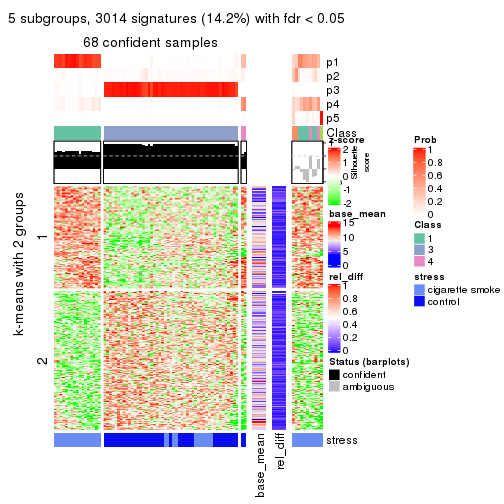 5 subgroups, 3014 signatures (14.2%) with fdr < 0.05
68 confident samples
p1
p2
p3
p4
p5
Class
z-score
2
1
0
-2
Silhouette
score
base_mean
15
10
5
0
rel_diff
1
0.8
0.6
0.4
0.2
0
Status (barplots)
confident
ambiguous
Prob
1
0.8
0.6
0.4
0.2
0
Class
1
3
4
stress
cigarette smoke
control
k-means with 2 groups
1
2
stress
base_mean
rel_diff